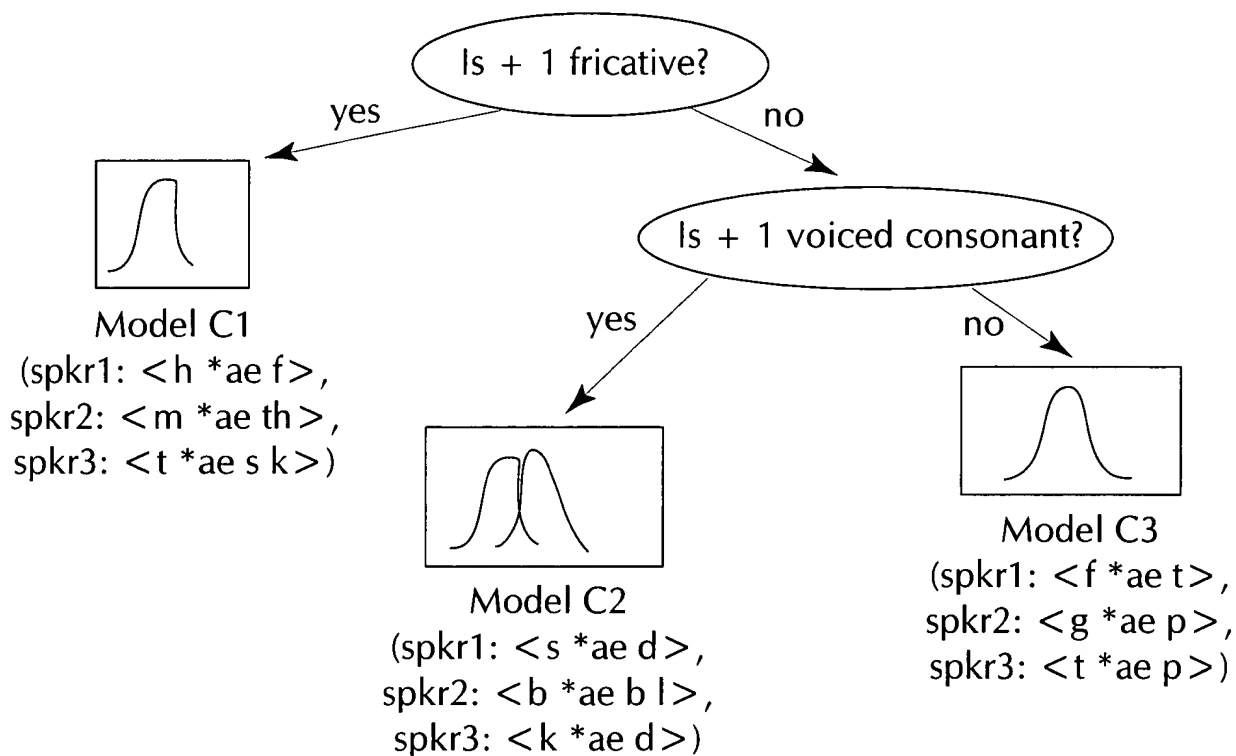 Is + 1 fricative?
yes
no
Is + 1 voiced consonant?
yes
no
Model C1
(spkr1: <h *ae f>,
spkr2: <m *ae th>,
spkr3: <t *ae s k>)
Model C2
(spkr1: <s *ae d>,
spkr2: <b *ae b l>,
spkr3: <k *ae d>)
Model C3
(spkr1: <f *ae t>,
spkr2: <g *ae p>,
spkr3: <t *ae p>)